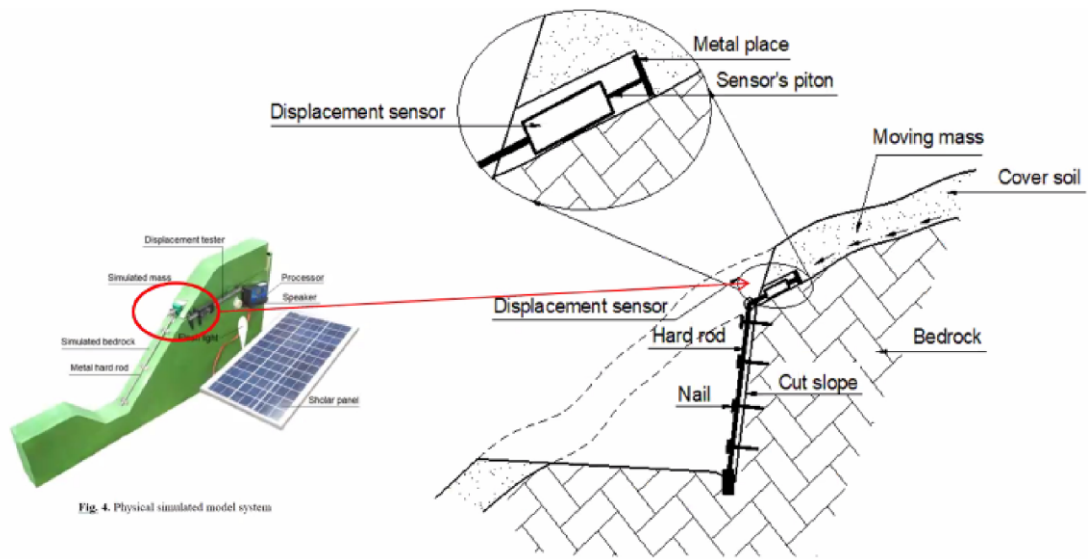 Metal place
Sensor's piton
Displacement sensor
Moving mass
Cover soil
Displacement tester
Simulated mass
Processor
Speaker
Displacement sensor
light
Hard rod
Bedrock
Simulated bedrock
Metal hard rod
Cut slope
Nail
Sholar panel
Fig. 4. Physical simulated model system